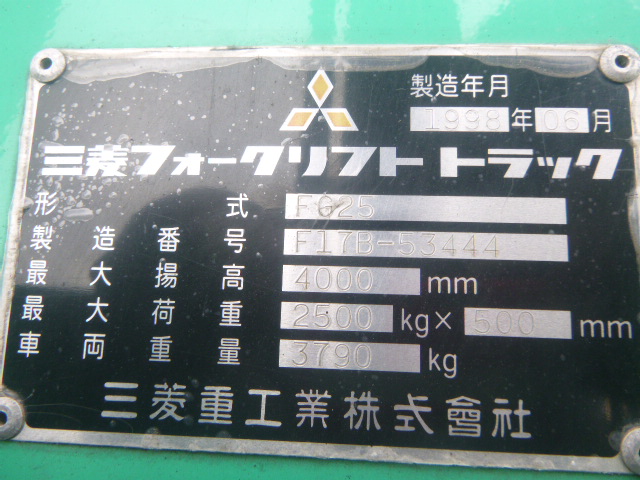 製造年月
1998年06月
三菱フォークリフトトラック
形式 FG25
製造番号 F17B-53444
最大揚高 4000 mm
最大荷重 2500 kg× 500 mm
車両重量 3790 kg
三菱重工業株式會社